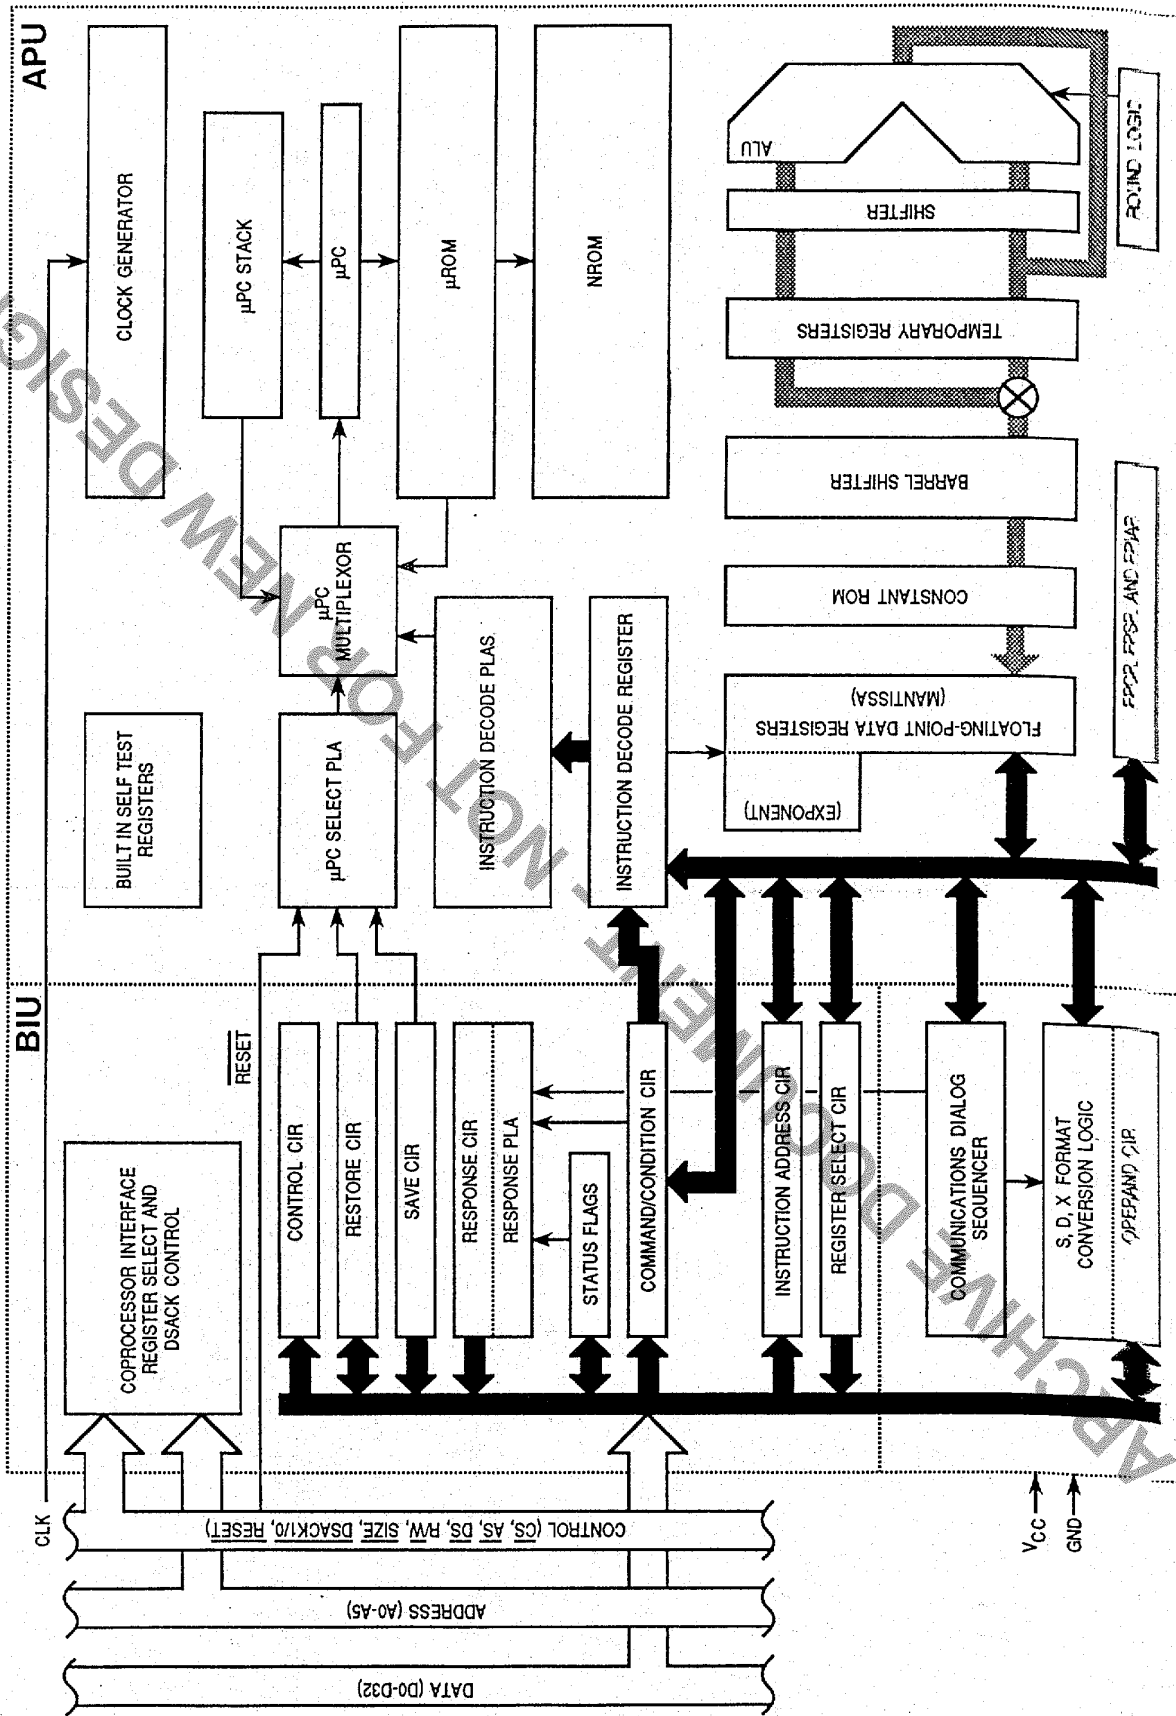 APU
BIU
CLK
COPROCESSOR INTERFACE
REGISTER SELECT AND
DSACK CONTROL
BUILT IN SELF TEST
REGISTERS
CLOCK GENERATOR
RESET
CONTROL CIR
RESTORE CIR
SAVE CIR
RESPONSE CIR
RESPONSE PLA
STATUS FLAGS
COMMAND/CONDITION CIR
INSTRUCTION ADDRESS CIR
REGISTER SELECT CIR
COMMUNICATIONS DIALOG
SEQUENCER
S, D, X FORMAT
CONVERSION LOGIC
OPERAND CIR
µPC SELECT PLA
µPC
MULTIPLEXOR
µPC STACK
µPC
µROM
NROM
INSTRUCTION DECODE PLAS
INSTRUCTION DECODE REGISTER
(EXPONENT)
FLOATING-POINT DATA REGISTERS
(MANTISSA)
CONSTANT ROM
BARREL SHIFTER
TEMPORARY REGISTERS
SHIFTER
ALU
ROUND LOGIC
FPCR, FPSR, AND FPIAR
CONTROL (CS, AS, DS, R/W, SIZE, DSACK1/0, RESET)
ADDRESS (A0-A5)
DATA (D0-D32)
VCC
GND
ARCHIVE DOCUMENT - NOT FOR NEW DESIG